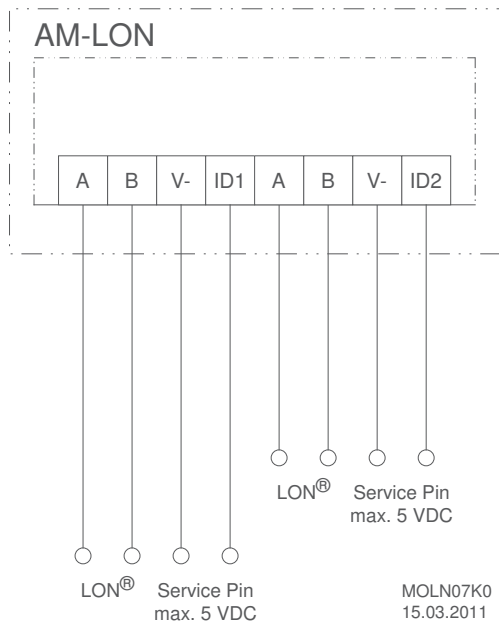 AM-LON
A B V- ID1 A B V- ID2
LON® Service Pin
max. 5 VDC
LON® Service Pin
max. 5 VDC
MOLN07K0
15.03.2011